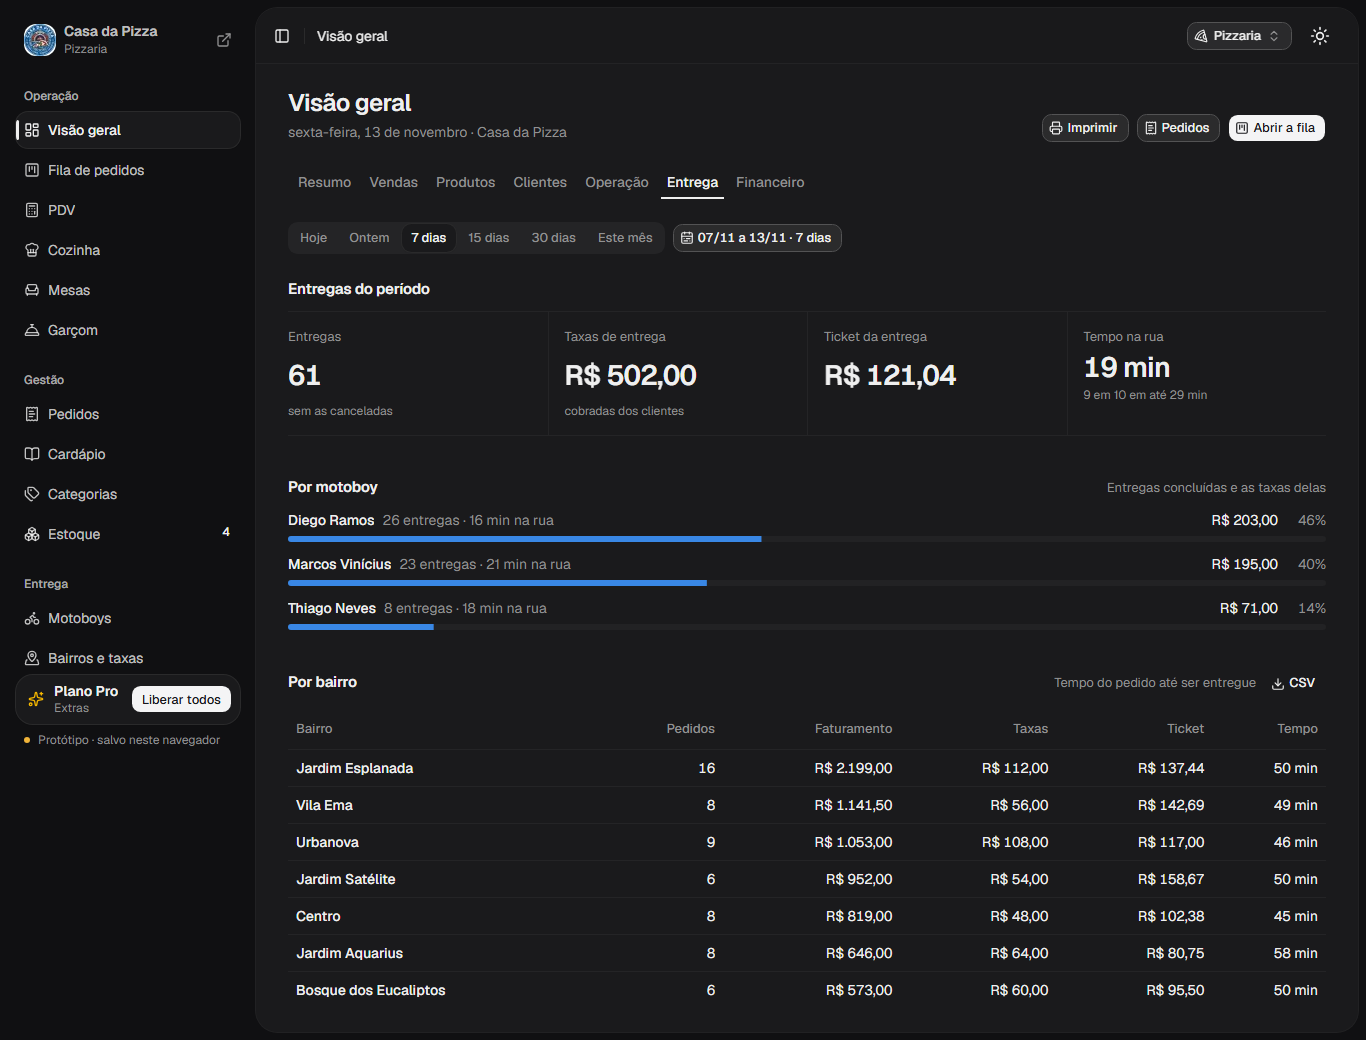 Casa da Pizza
Pizzaria
Operação
Visão geral
Fila de pedidos
PDV
Cozinha
Mesas
Garçom
Gestão
Pedidos
Cardápio
Categorias
Estoque 4
Entrega
Motoboys
Bairros e taxas
Plano Pro
Extras
Liberar todos
Protótipo · salvo neste navegador
Visão geral
Pizzaria
Visão geral
sexta-feira, 13 de novembro · Casa da Pizza
Imprimir Pedidos Abrir a fila
Resumo Vendas Produtos Clientes Operação Entrega Financeiro
Hoje Ontem 7 dias 15 dias 30 dias Este mês 07/11 a 13/11 · 7 dias
Entregas do período
Entregas
61
sem as canceladas
Taxas de entrega
R$ 502,00
cobradas dos clientes
Ticket da entrega
R$ 121,04
Tempo na rua
19 min
9 em 10 em até 29 min
Por motoboy Entregas concluídas e as taxas delas
Diego Ramos 26 entregas · 16 min na rua R$ 203,00 46%
Marcos Vinícius 23 entregas · 21 min na rua R$ 195,00 40%
Thiago Neves 8 entregas · 18 min na rua R$ 71,00 14%
Por bairro Tempo do pedido até ser entregue CSV
Bairro Pedidos Faturamento Taxas Ticket Tempo
Jardim Esplanada 16 R$ 2.199,00 R$ 112,00 R$ 137,44 50 min
Vila Ema 8 R$ 1.141,50 R$ 56,00 R$ 142,69 49 min
Urbanova 9 R$ 1.053,00 R$ 108,00 R$ 117,00 46 min
Jardim Satélite 6 R$ 952,00 R$ 54,00 R$ 158,67 50 min
Centro 8 R$ 819,00 R$ 48,00 R$ 102,38 45 min
Jardim Aquarius 8 R$ 646,00 R$ 64,00 R$ 80,75 58 min
Bosque dos Eucaliptos 6 R$ 573,00 R$ 60,00 R$ 95,50 50 min